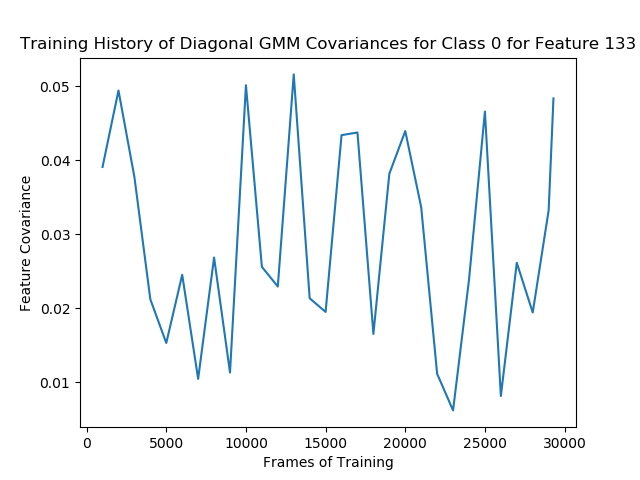 Training History of Diagonal GMM Covariances for Class 0 for Feature 133
0.05
0.04
0.03
0.02
0.01
Feature Covariance
0 5000 10000 15000 20000 25000 30000
Frames of Training